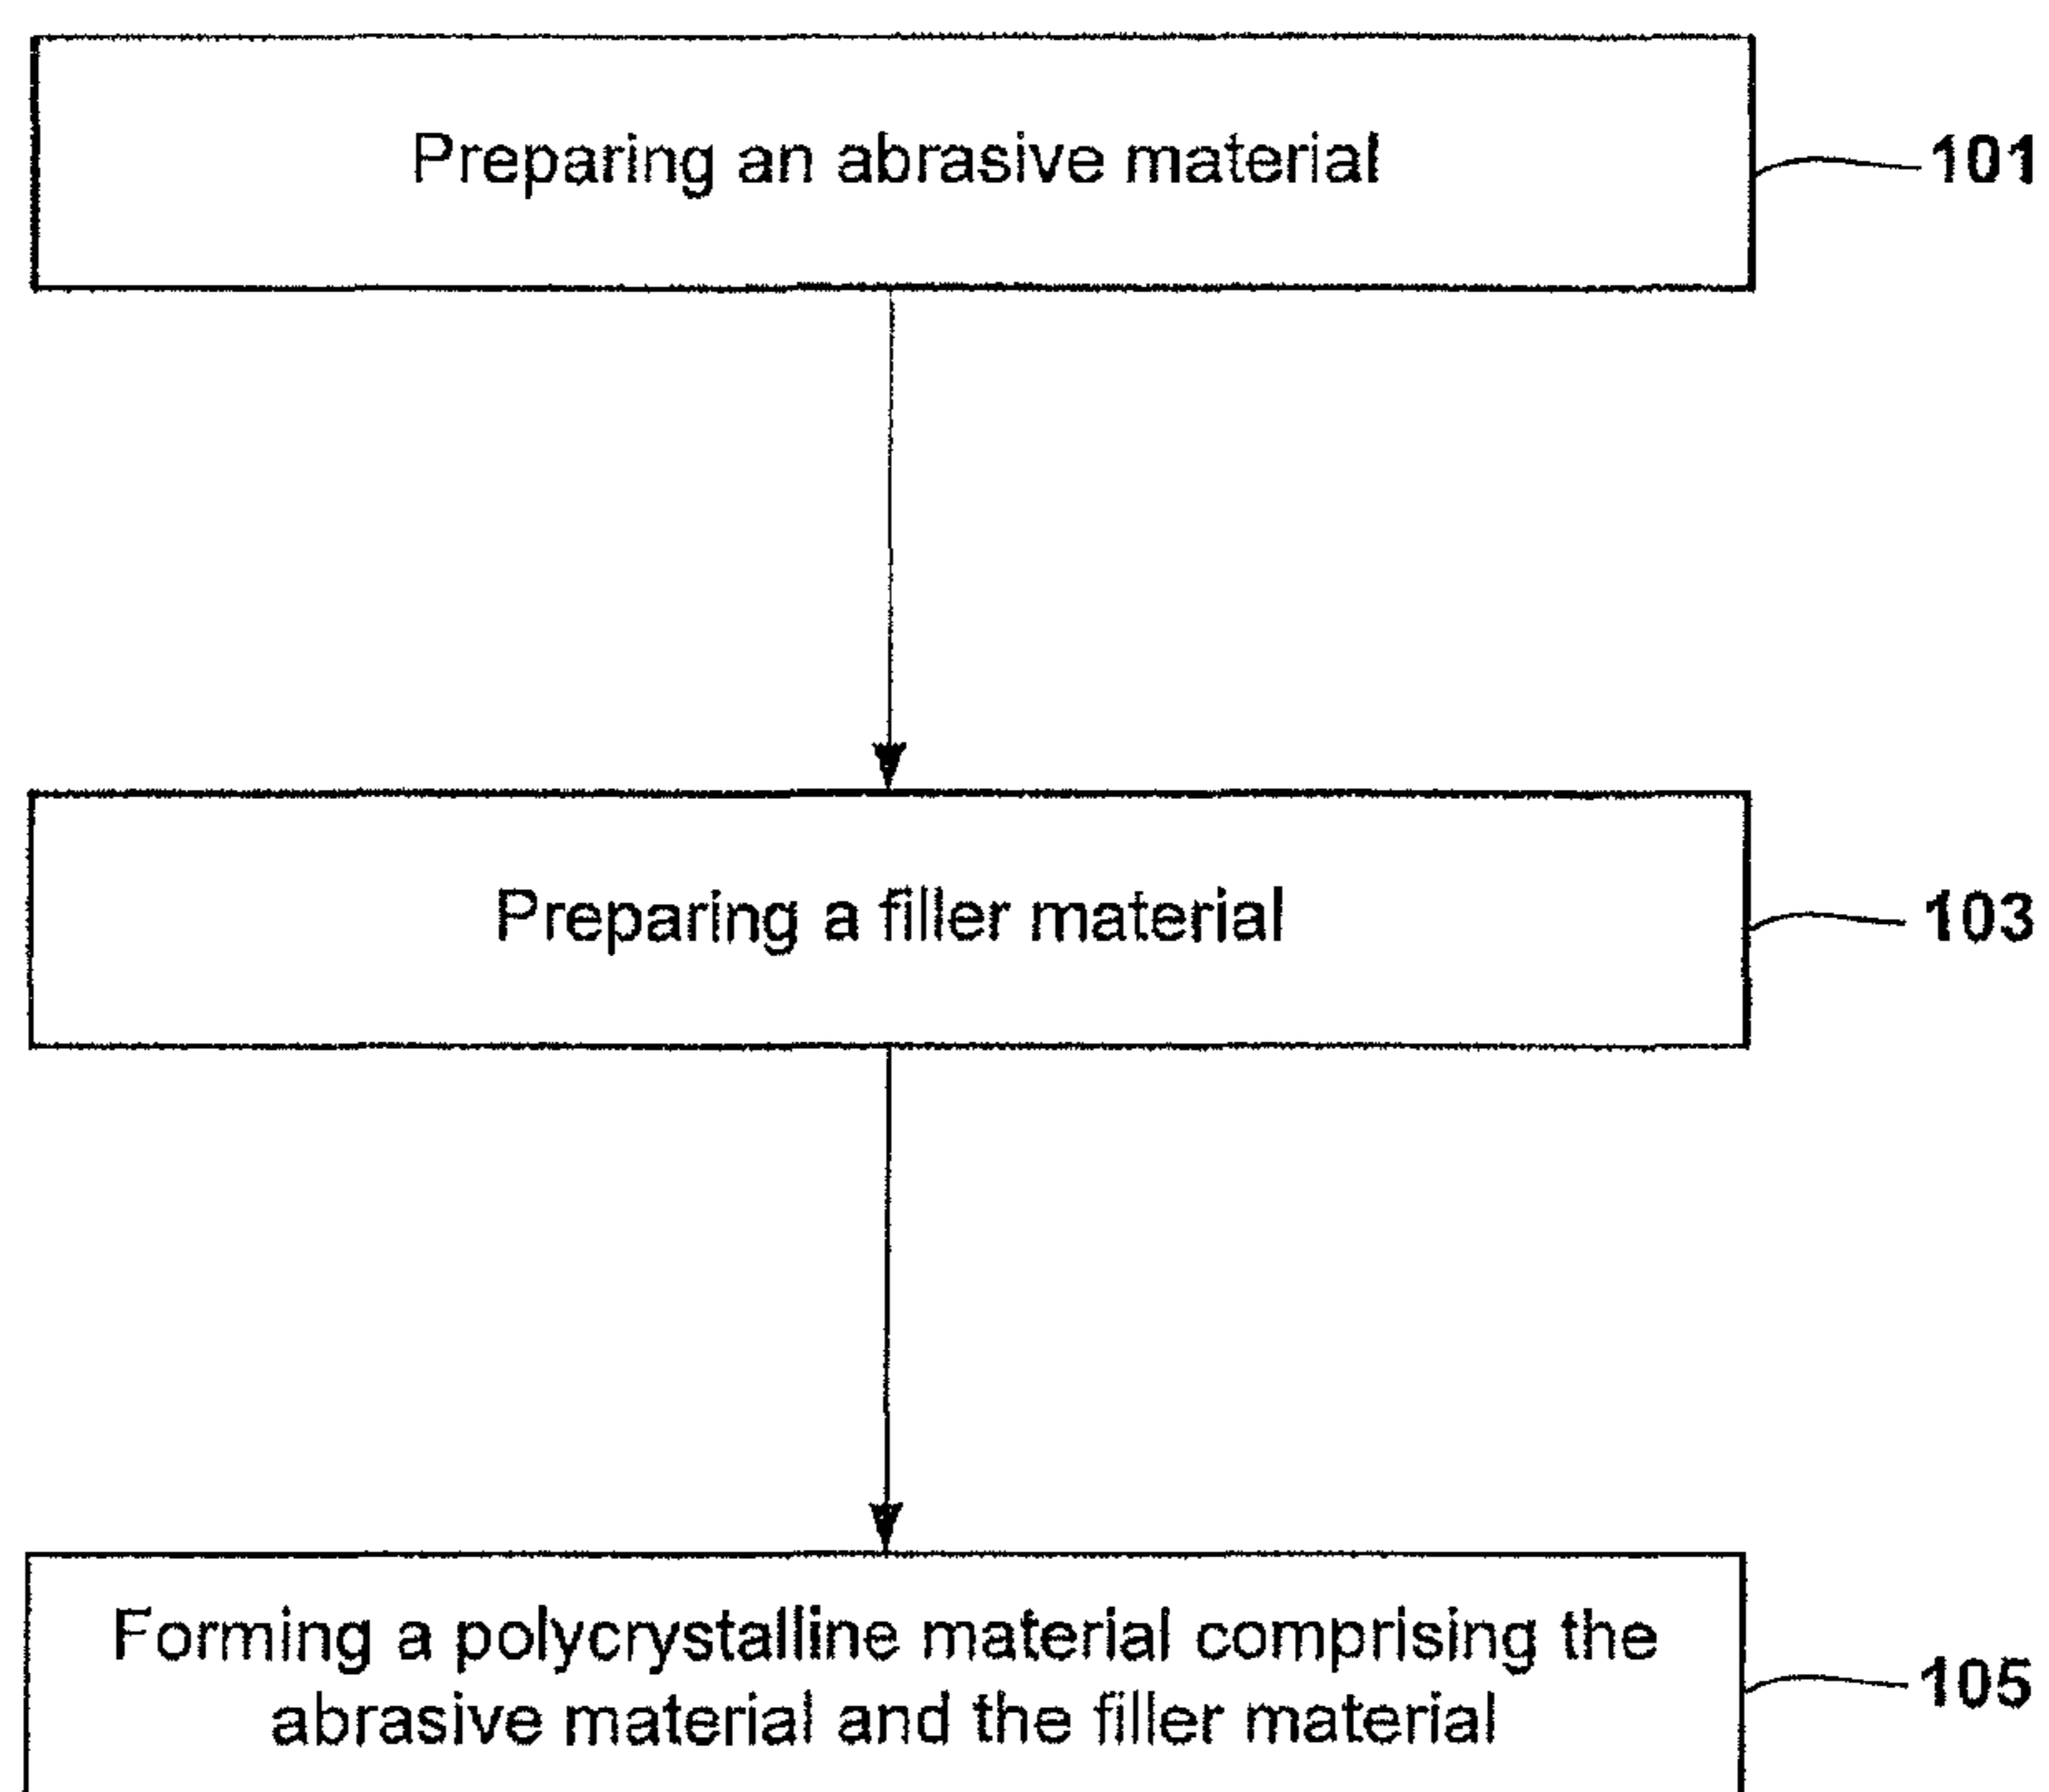 Preparing an abrasive material
101
Preparing a filler material
103
Forming a polycrystalline material comprising the
abrasive material and the filler material
105